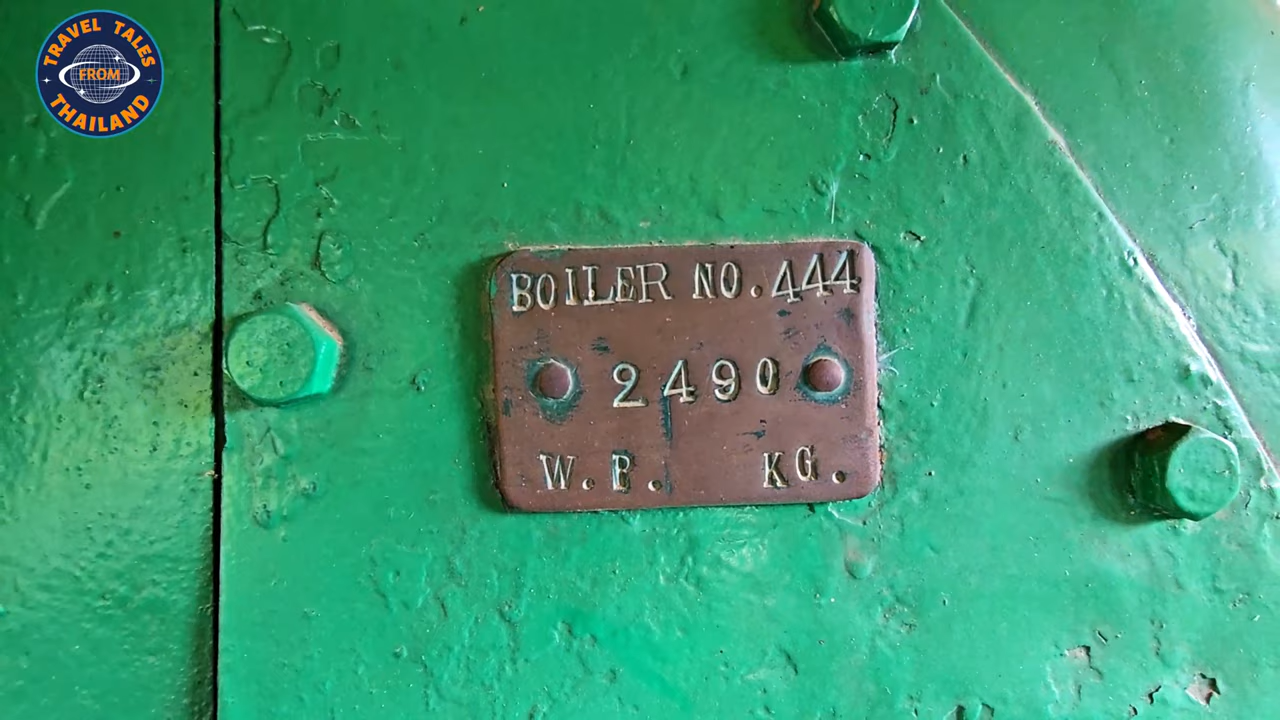 TRAVEL TALES
FROM
THAILAND
BOILER NO.444
2490
W.P. KG.